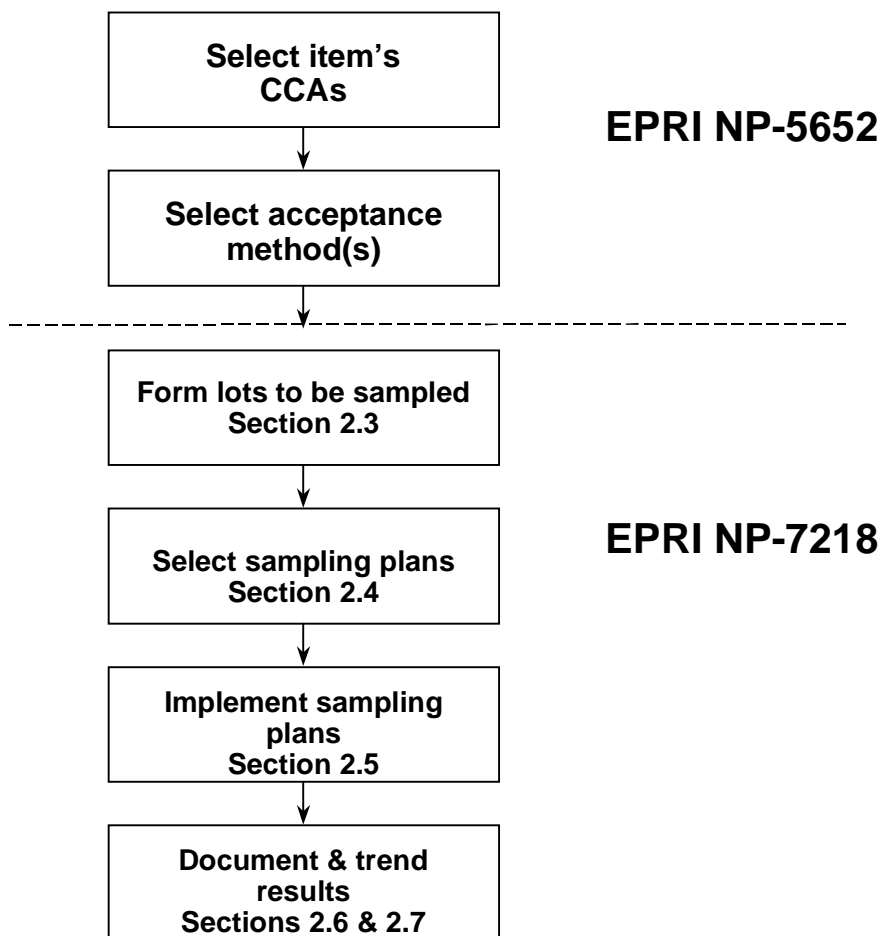 Select item’s
CCAs
EPRI NP-5652
Select acceptance
method(s)
Form lots to be sampled
Section 2.3
Select sampling plans
Section 2.4
EPRI NP-7218
Implement sampling
plans
Section 2.5
Document & trend
results
Sections 2.6 & 2.7